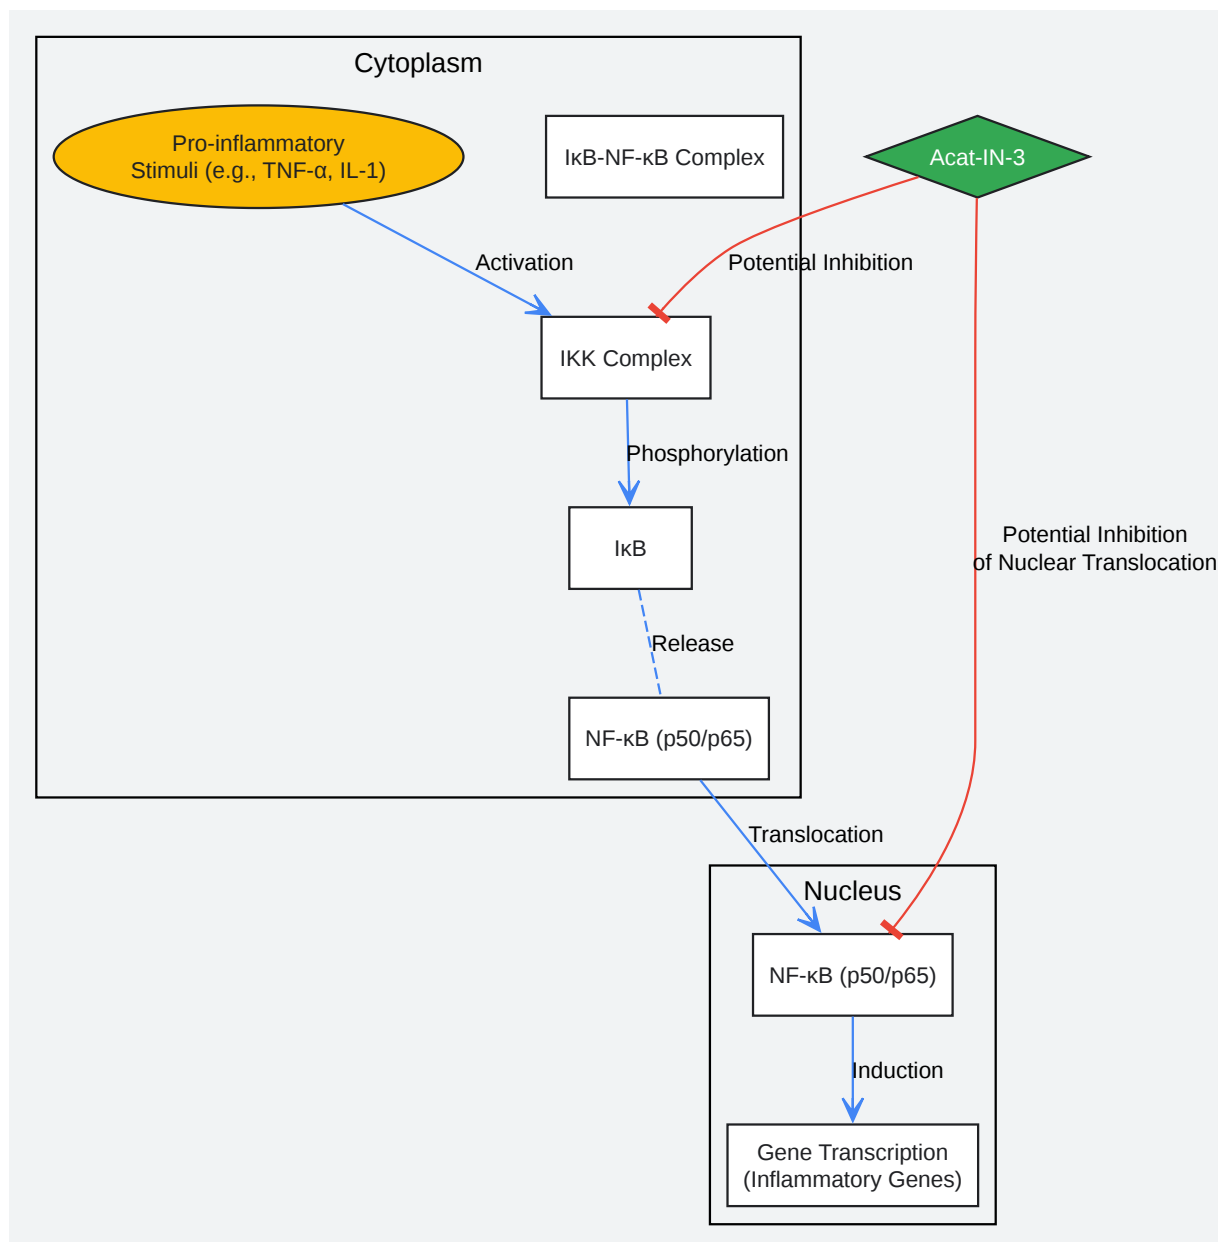 Cytoplasm
Pro-inflammatory
Stimuli (e.g., TNF-α, IL-1)
IκB-NF-κB Complex
Acat-IN-3
Activation
Potential Inhibition
IKK Complex
Phosphorylation
Potential Inhibition
of Nuclear Translocation
IκB
Release
NF-κB (p50/p65)
Translocation
Nucleus
NF-κB (p50/p65)
Induction
Gene Transcription
(Inflammatory Genes)